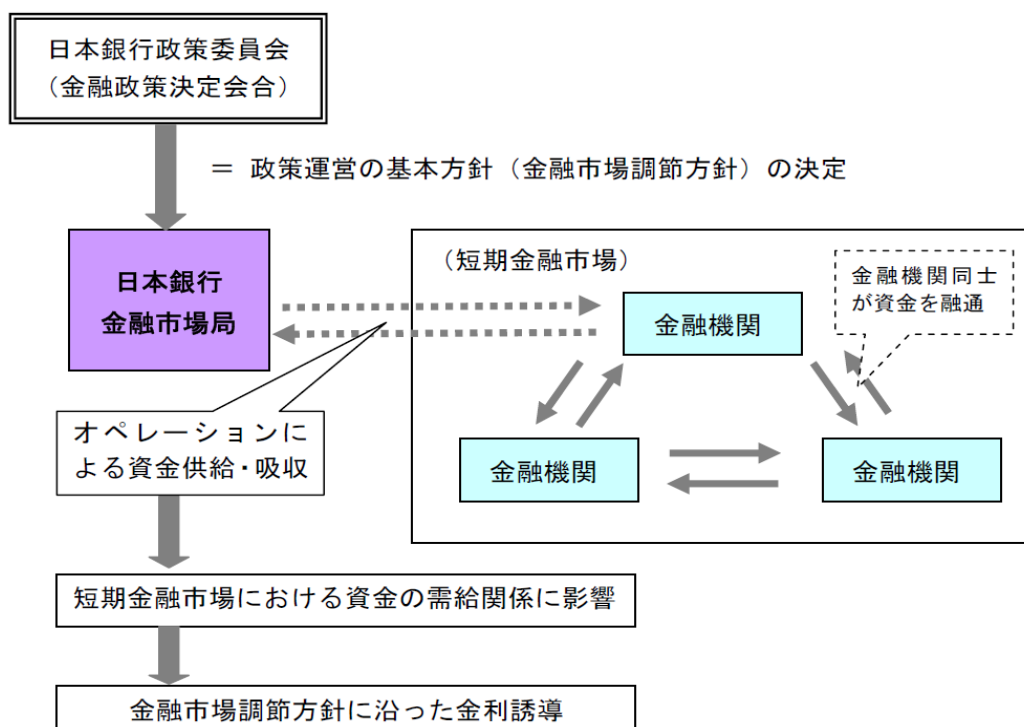 日本銀行政策委員会
（金融政策決定会合）
＝ 政策運営の基本方針（金融市場調節方針）の決定
日本銀行
金融市場局
（短期金融市場）
金融機関同士
が資金を融通
金融機関
金融機関
金融機関
オペレーションに
よる資金供給・吸収
短期金融市場における資金の需給関係に影響
金融市場調節方針に沿った金利誘導